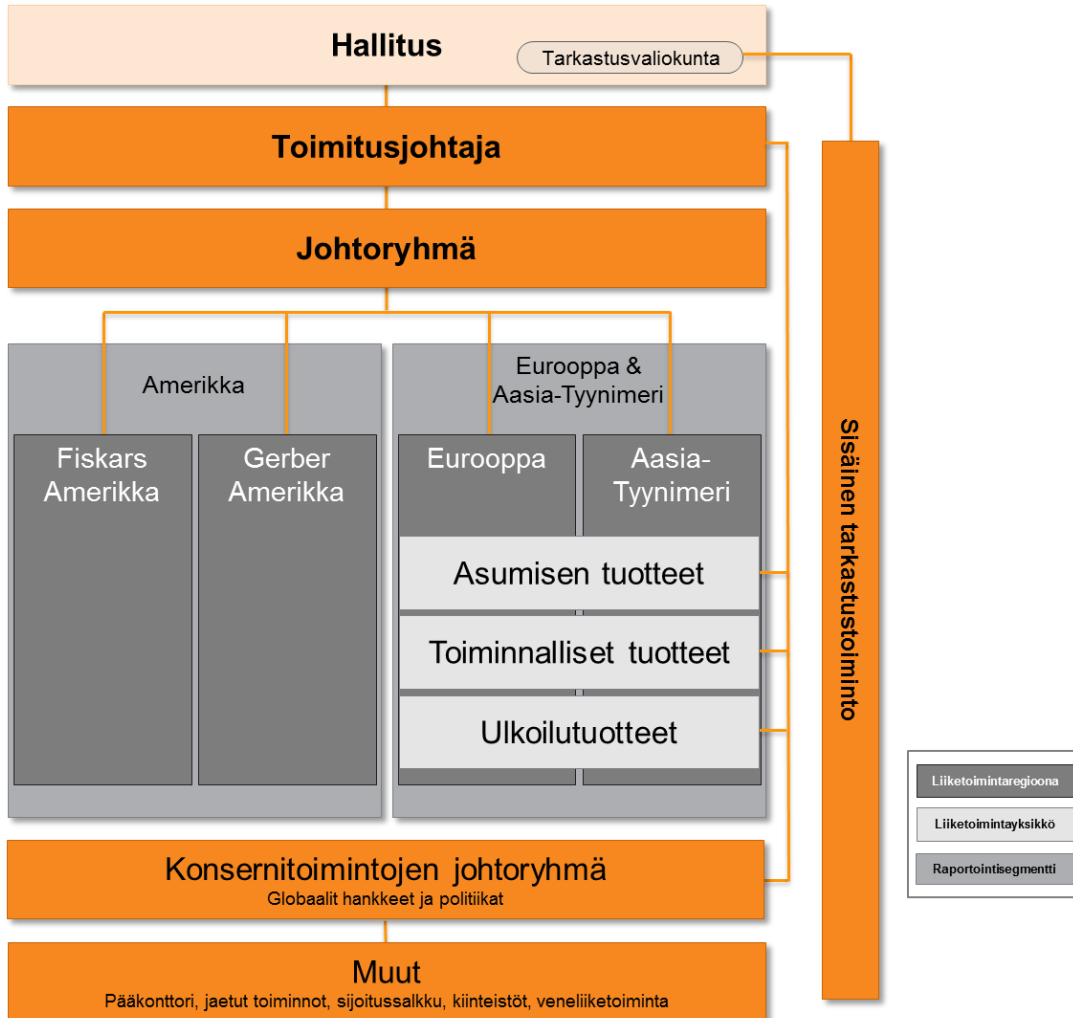 Hallitus
Tarkastusvaliokunta
Toimitusjohtaja
Johtoryhmä
Amerikka
Eurooppa &
Aasia-Tyynimeri
Fiskars
Amerikka
Gerber
Amerikka
Eurooppa
Aasia-
Tyynimeri
Asumisen tuotteet
Toiminnalliset tuotteet
Ulkoilutuotteet
Sisäinen tarkastustoiminto
Liiketoimintaregioona
Liiketoimintayksikkö
Raportointisegmentti
Konsernitoimintojen johtoryhmä
Globaalit hankkeet ja politiikat
Muut
Pääkonttori, jaetut toiminnot, sijoitussalkku, kiinteistöt, veneliiketoiminta